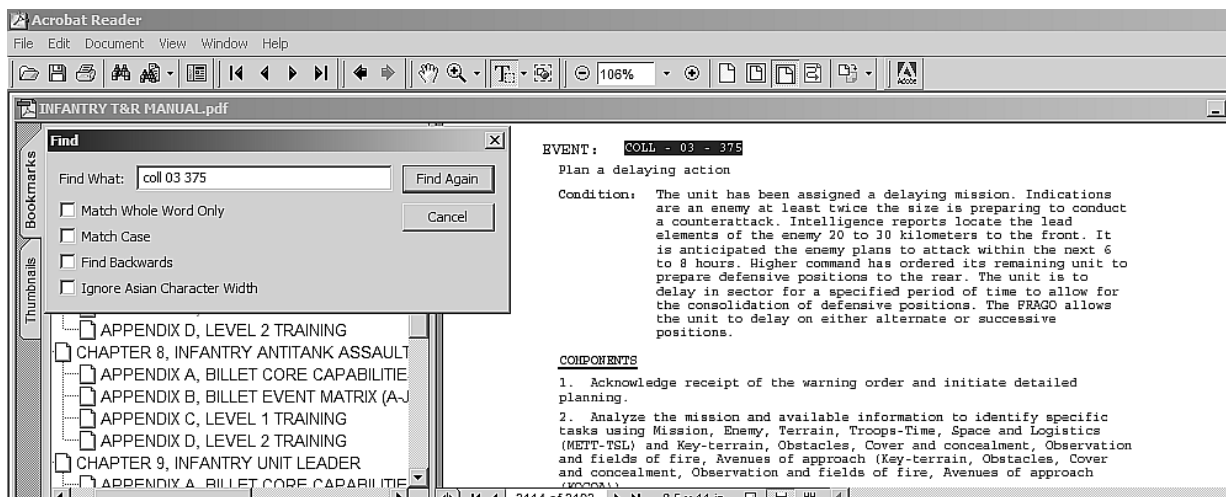 Acrobat Reader
File Edit Document View Window Help
106%
Adobe
INFANTRY T&R MANUAL.pdf
Bookmarks
Thumbnails
Find
Find What: coll 03 375
Find Again
Match Whole Word Only
Cancel
Match Case
Find Backwards
Ignore Asian Character Width
APPENDIX D, LEVEL 2 TRAINING
CHAPTER 8, INFANTRY ANTITANK ASSAULT
APPENDIX A, BILLET CORE CAPABILITIE
APPENDIX B, BILLET EVENT MATRIX (A-J
APPENDIX C, LEVEL 1 TRAINING
APPENDIX D, LEVEL 2 TRAINING
CHAPTER 9, INFANTRY UNIT LEADER
APPENDIX A, BILLET CORE CAPABILITIE
EVENT: COLL - 03 - 375
Plan a delaying action
Condition: The unit has been assigned a delaying mission. Indications
are an enemy at least twice the size is preparing to conduct
a counterattack. Intelligence reports locate the lead
elements of the enemy 20 to 30 kilometers to the front. It
is anticipated the enemy plans to attack within the next 6
to 8 hours. Higher command has ordered its remaining unit to
prepare defensive positions to the rear. The unit is to
delay in sector for a specified period of time to allow for
the consolidation of defensive positions. The FRAGO allows
the unit to delay on either alternate or successive
positions.
COMPONENTS
1. Acknowledge receipt of the warning order and initiate detailed
planning.
2. Analyze the mission and available information to identify specific
tasks using Mission, Enemy, Terrain, Troops-Time, Space and Logistics
(METT-TSL) and Key-terrain, Obstacles, Cover and concealment, Observation
and fields of fire, Avenues of approach (Key-terrain, Obstacles, Cover
and concealment, Observation and fields of fire, Avenues of approach
(KOCOA)).